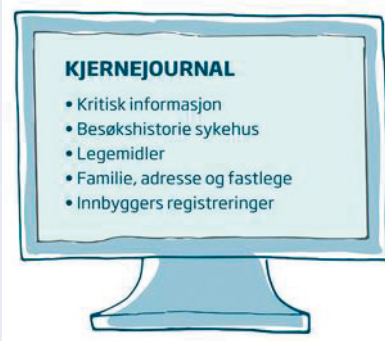 KJERNEJOURNAL
• Kritisk informasjon
• Besøkshistorie sykehus
• Legemidler
• Familie, adresse og fastlege
• Innbyggers registreringer